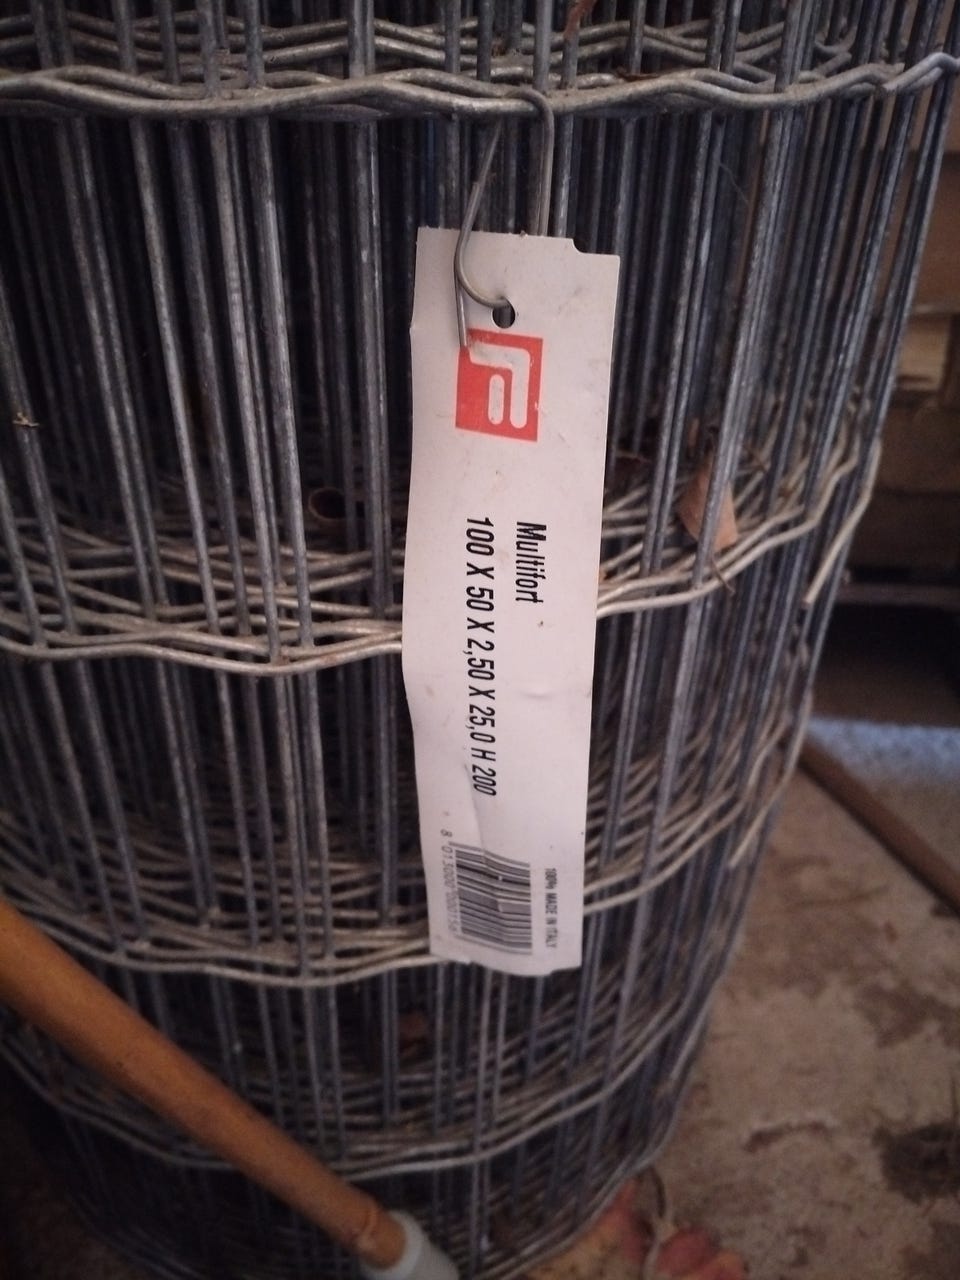 Multifort
100 X 50 X 2,50 X 25,0 H 200
100% MADE IN ITALY